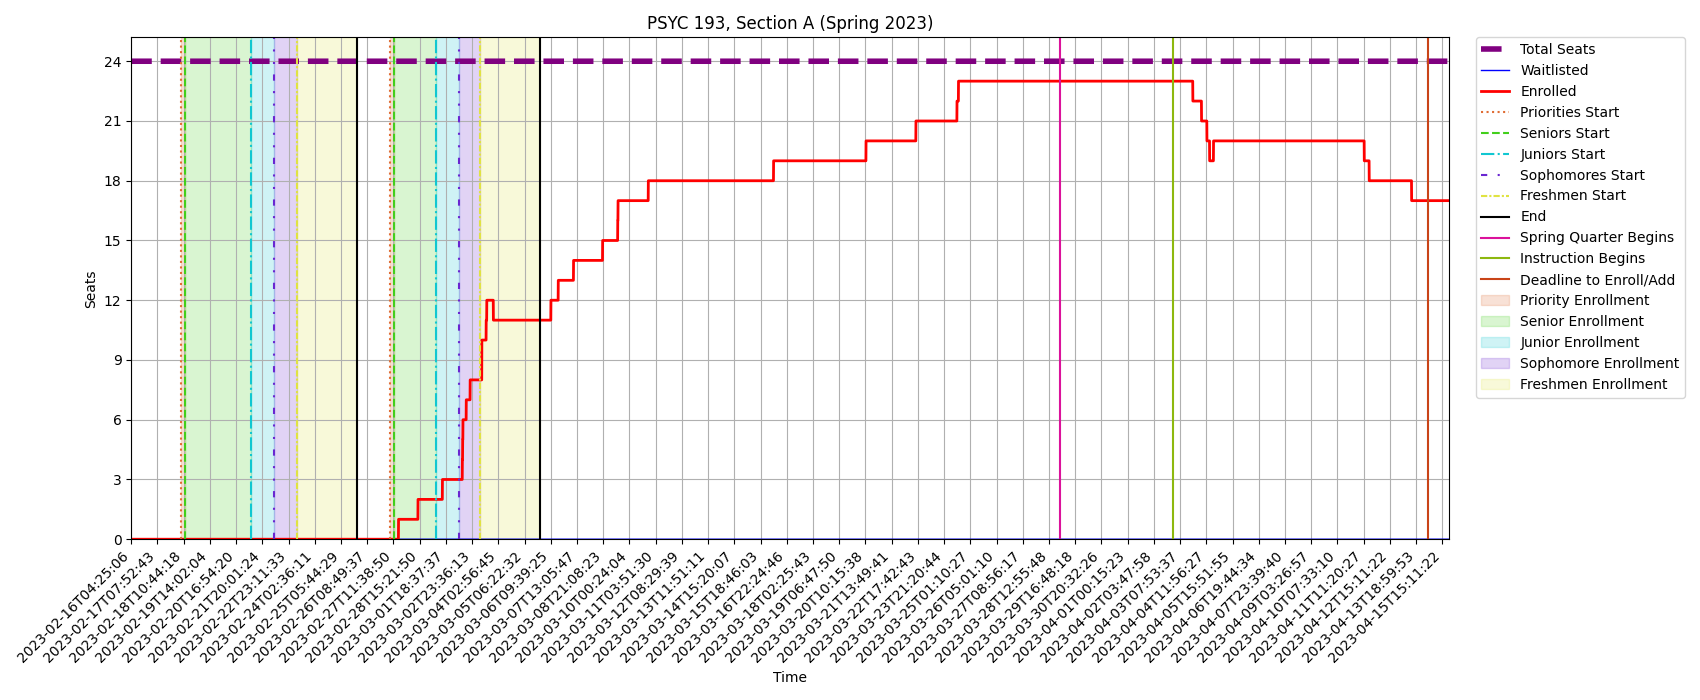 PSYC 193, Section A (Spring 2023)
Seats
24
21
18
15
12
9
6
3
0
2023-02-16T04:25:06
2023-02-17T07:52:43
2023-02-18T10:44:18
2023-02-19T14:02:04
2023-02-20T16:54:20
2023-02-21T20:01:24
2023-02-22T23:11:33
2023-02-24T02:36:11
2023-02-25T05:44:29
2023-02-26T08:49:37
2023-02-27T11:38:50
2023-02-28T15:21:50
2023-03-01T18:37:37
2023-03-02T23:36:13
2023-03-04T02:56:45
2023-03-05T06:22:32
2023-03-06T09:39:25
2023-03-07T13:05:47
2023-03-08T21:08:23
2023-03-10T00:24:04
2023-03-11T03:51:30
2023-03-12T08:29:39
2023-03-13T11:51:11
2023-03-14T15:20:07
2023-03-15T18:46:03
2023-03-16T22:24:46
2023-03-18T02:25:43
2023-03-19T06:47:50
2023-03-20T10:15:38
2023-03-21T13:49:41
2023-03-22T17:42:43
2023-03-23T21:20:44
2023-03-25T01:10:27
2023-03-26T05:01:10
2023-03-27T08:56:17
2023-03-28T12:55:48
2023-03-29T16:48:18
2023-03-30T20:32:26
2023-04-01T00:15:23
2023-04-02T03:47:58
2023-04-03T07:53:37
2023-04-04T11:56:27
2023-04-05T15:51:55
2023-04-06T19:44:34
2023-04-07T23:39:40
2023-04-09T03:26:57
2023-04-10T07:33:10
2023-04-11T11:20:27
2023-04-12T15:11:22
2023-04-13T18:59:53
2023-04-15T15:11:22
Time
Total Seats
Waitlisted
Enrolled
Priorities Start
Seniors Start
Juniors Start
Sophomores Start
Freshmen Start
End
Spring Quarter Begins
Instruction Begins
Deadline to Enroll/Add
Priority Enrollment
Senior Enrollment
Junior Enrollment
Sophomore Enrollment
Freshmen Enrollment